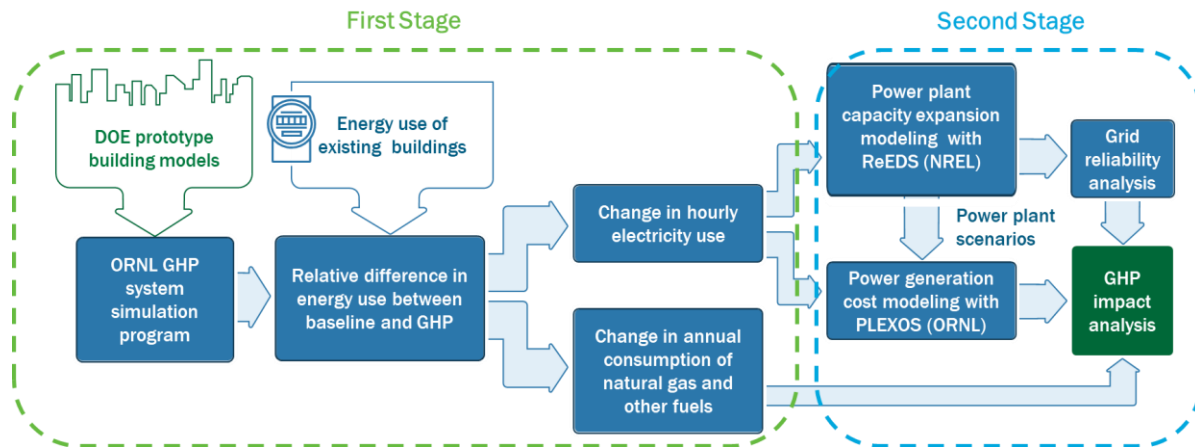 First Stage
Second Stage
DOE prototype
building models
Energy use of
existing buildings
ORNL GHP
system
simulation
program
Relative difference in
energy use between
baseline and GHP
Change in hourly
electricity use
Change in annual
consumption of
natural gas and
other fuels
Power plant
capacity expansion
modeling with
ReEDS (NREL)
Grid
reliability
analysis
Power plant
scenarios
Power generation
cost modeling with
PLEXOS (ORNL)
GHP
impact
analysis